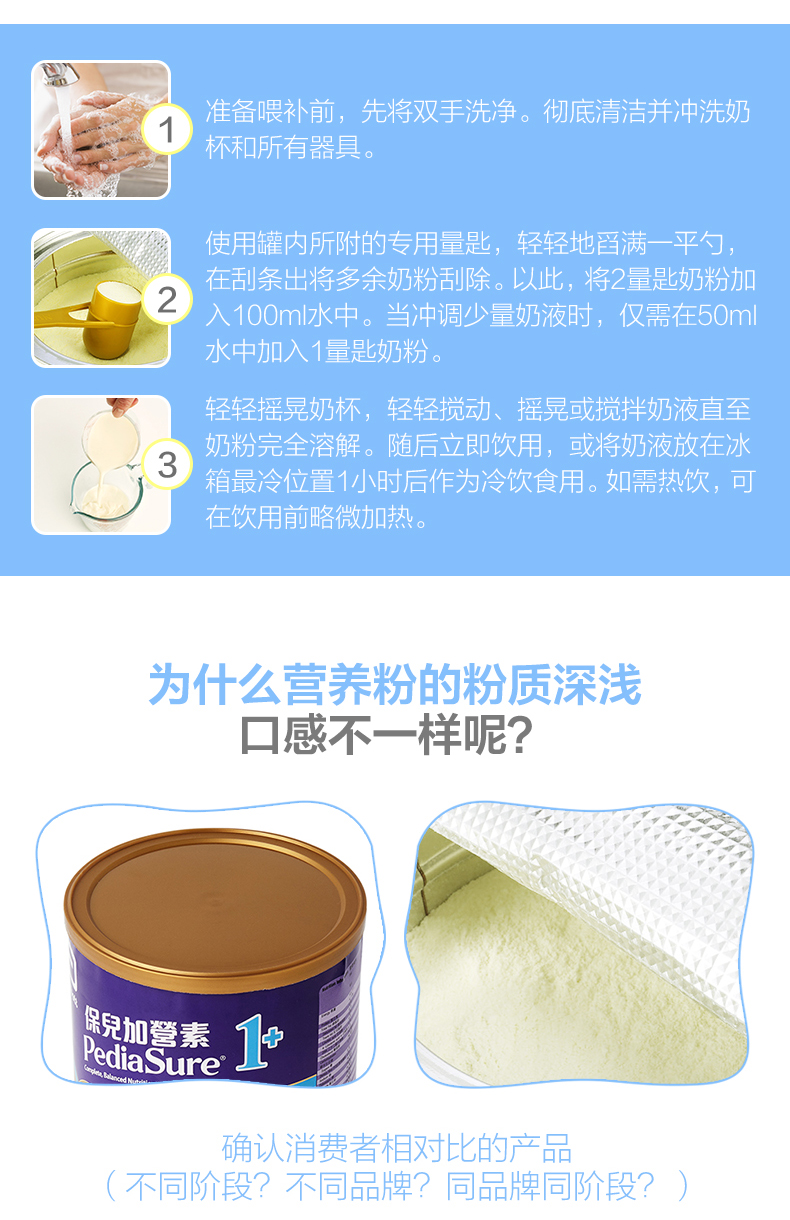 1
准备喂补前，先将双手洗净。彻底清洁并冲洗奶
杯和所有器具。
2
使用罐内所附的专用量匙，轻轻地舀满一平勺，
在刮条出将多余奶粉刮除。以此，将2量匙奶粉加
入100ml水中。当冲调少量奶液时，仅需在50ml
水中加入1量匙奶粉。
3
轻轻摇晃奶杯，轻轻搅动、摇晃或搅拌奶液直至
奶粉完全溶解。随后立即饮用，或将奶液放在冰
箱最冷位置1小时后作为冷饮食用。如需热饮，可
在饮用前略微加热。
为什么营养粉的粉质深浅
口感不一样呢？
保兒加營素
PediaSure®
1+
Complete, Balanced
确认消费者相对比的产品
（不同阶段？不同品牌？同品牌同阶段？）